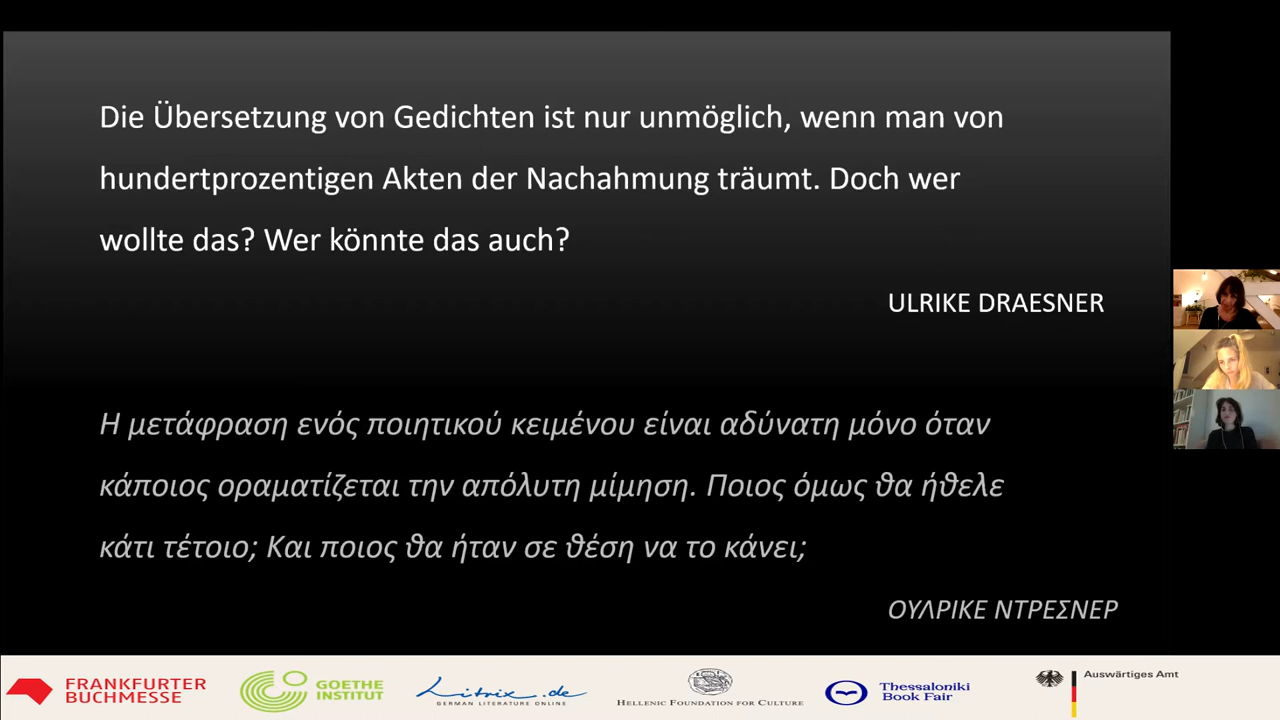 Die Übersetzung von Gedichten ist nur unmöglich, wenn man von
hundertprozentigen Akten der Nachahmung träumt. Doch wer
wollte das? Wer könnte das auch?
ULRIKE DRAESNER
Η μετάφραση ενός ποιητικού κειμένου είναι αδύνατη μόνο όταν
κάποιος οραματίζεται την απόλυτη μίμηση. Ποιος όμως θα ήθελε
κάτι τέτοιο; Και ποιος θα ήταν σε θέση να το κάνει;
ΟΥΛΡΙΚΕ ΝΤΡΕΣΝΕΡ
FRANKFURTER
BUCHMESSE
GOETHE
INSTITUT
Litrix.de
GERMAN LITERATURE ONLINE
HELLENIC FOUNDATION FOR CULTURE
Thessaloniki
Book Fair
Auswärtiges Amt